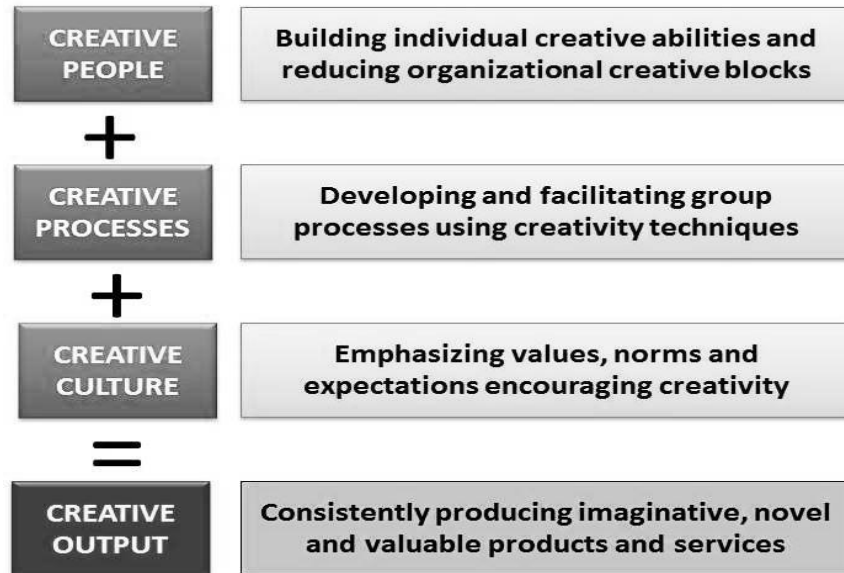 CREATIVE
PEOPLE
Building individual creative abilities and
reducing organizational creative blocks
+
CREATIVE
PROCESSES
Developing and facilitating group
processes using creativity techniques
+
CREATIVE
CULTURE
Emphasizing values, norms and
expectations encouraging creativity
=
CREATIVE
OUTPUT
Consistently producing imaginative, novel
and valuable products and services